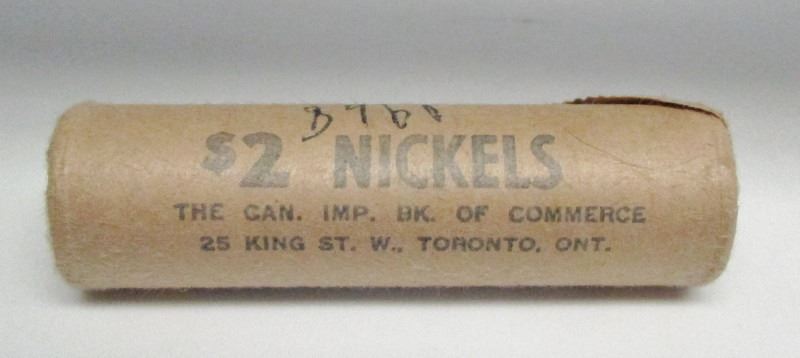 $2 NICKELS
THE CAN. IMP. BK. OF COMMERCE
25 KING ST. W., TORONTO, ONT.